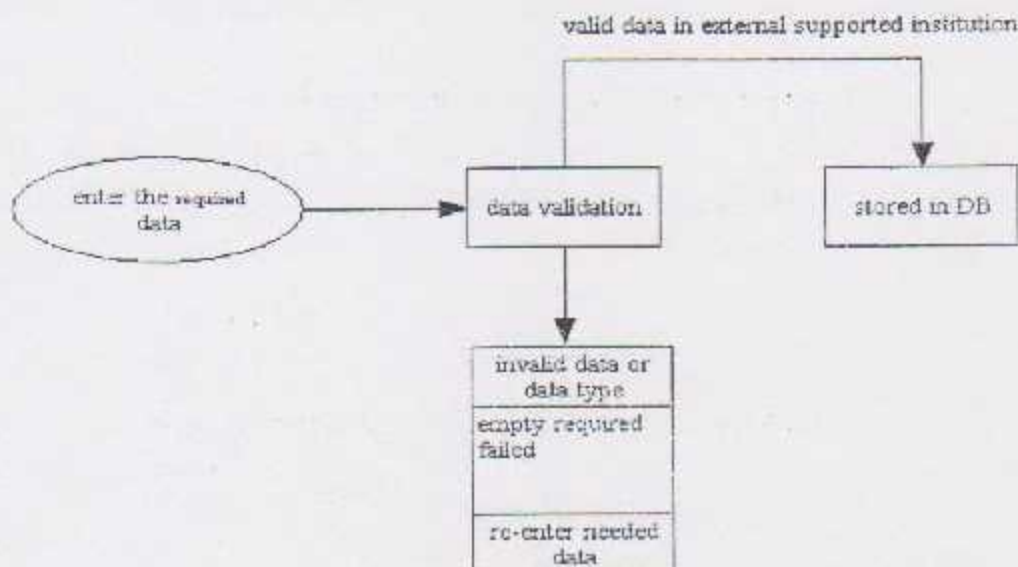 valid data in external supported institution
enter the required
data
data validation
stored in DB
invalid data or
data type
empty required
failed
re-enter needed
data